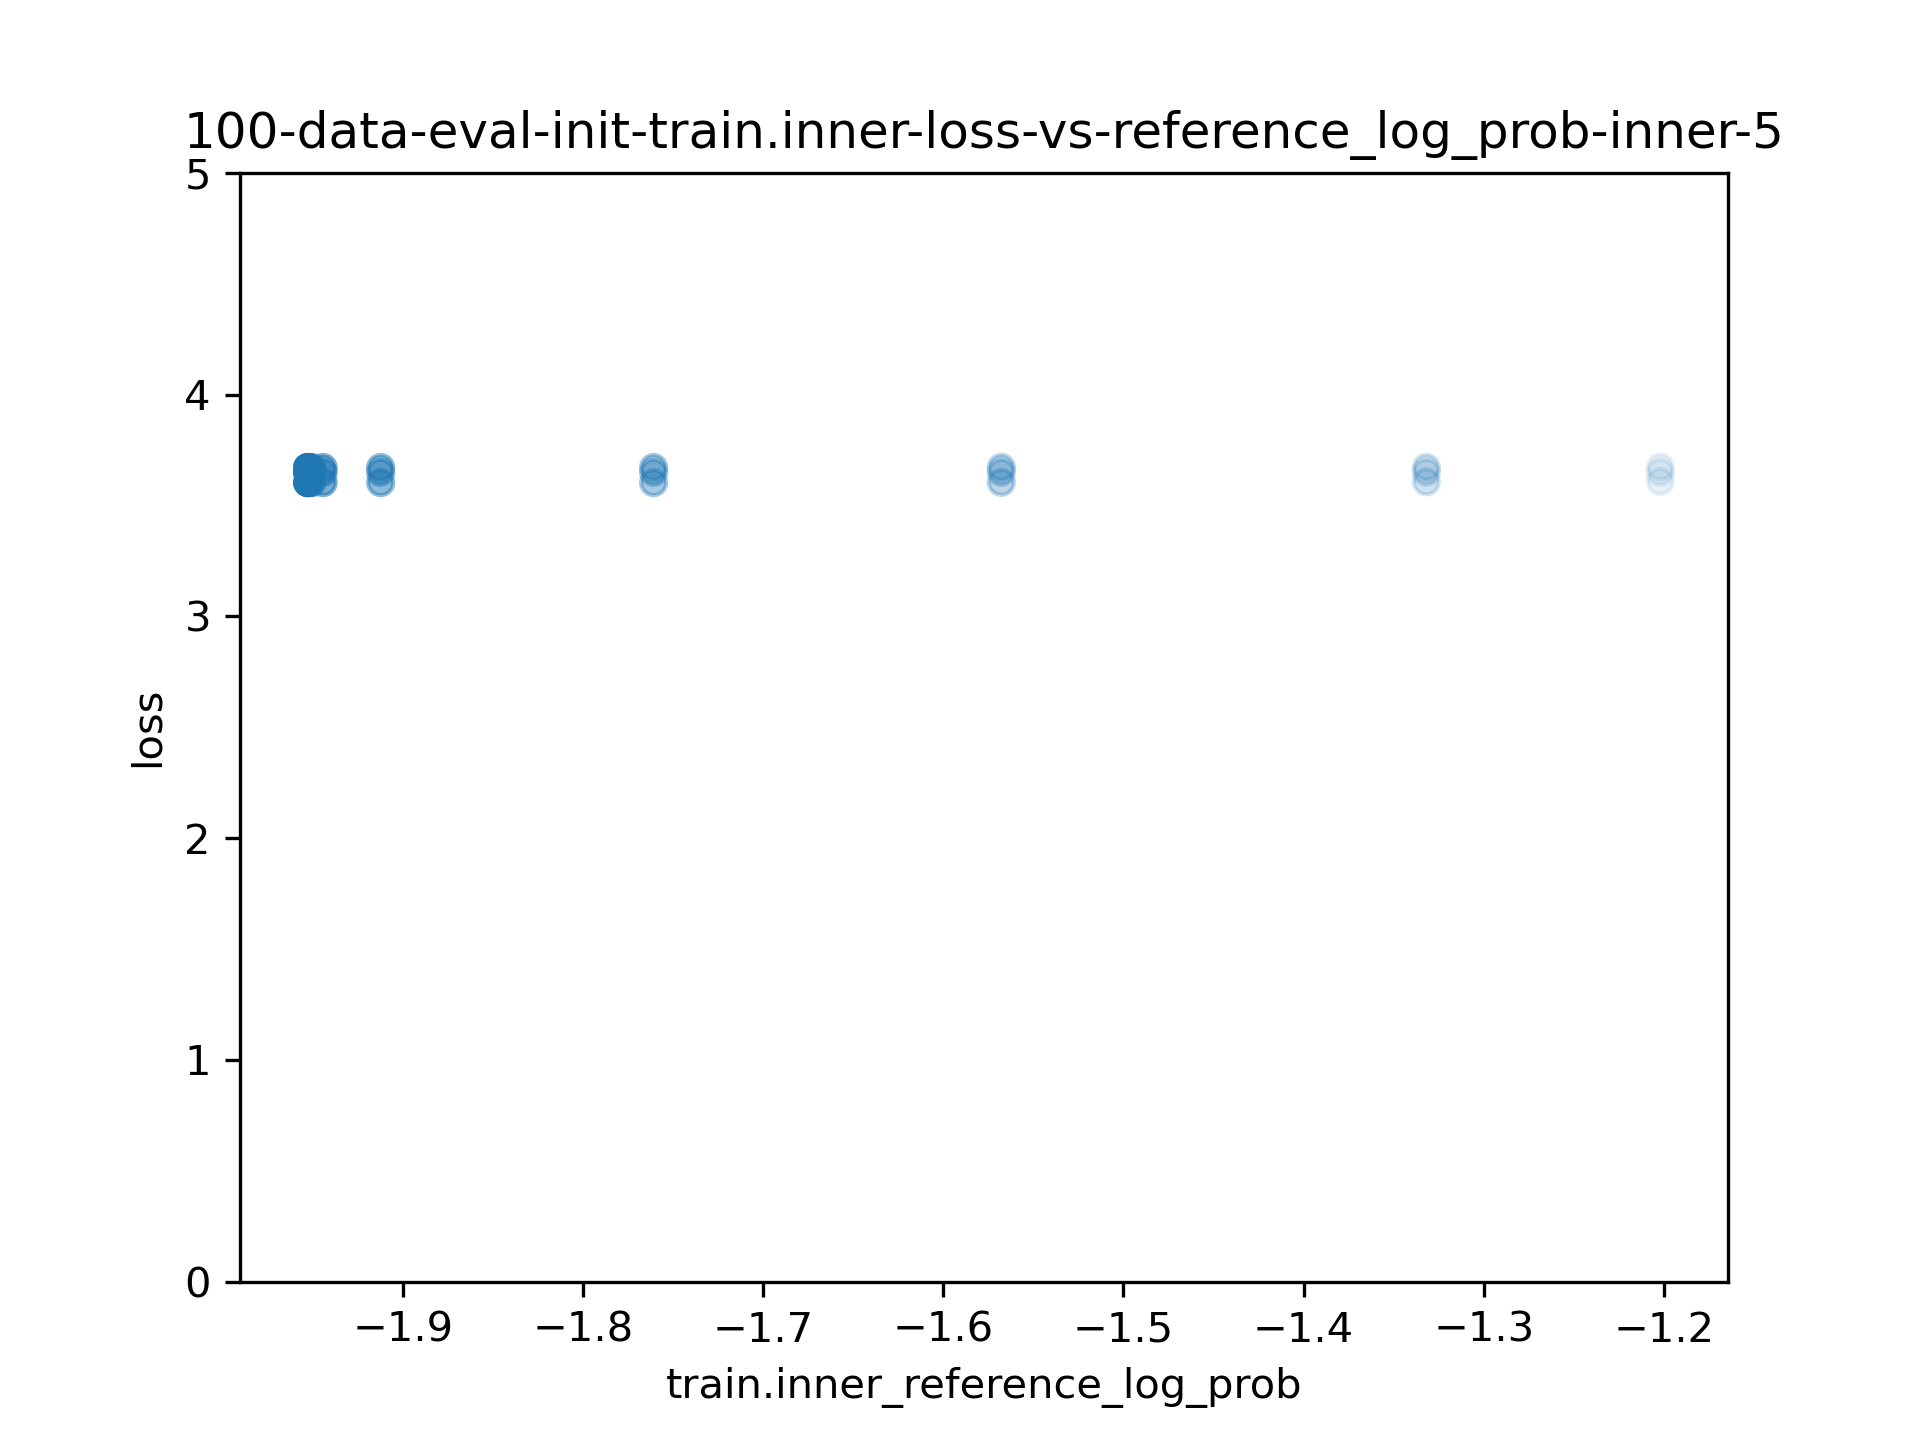 100-data-eval-init-train.inner-loss-vs-reference_log_prob-inner-5
5
4
3
2
1
0
loss
−1.9 −1.8 −1.7 −1.6 −1.5 −1.4 −1.3 −1.2
train.inner_reference_log_prob